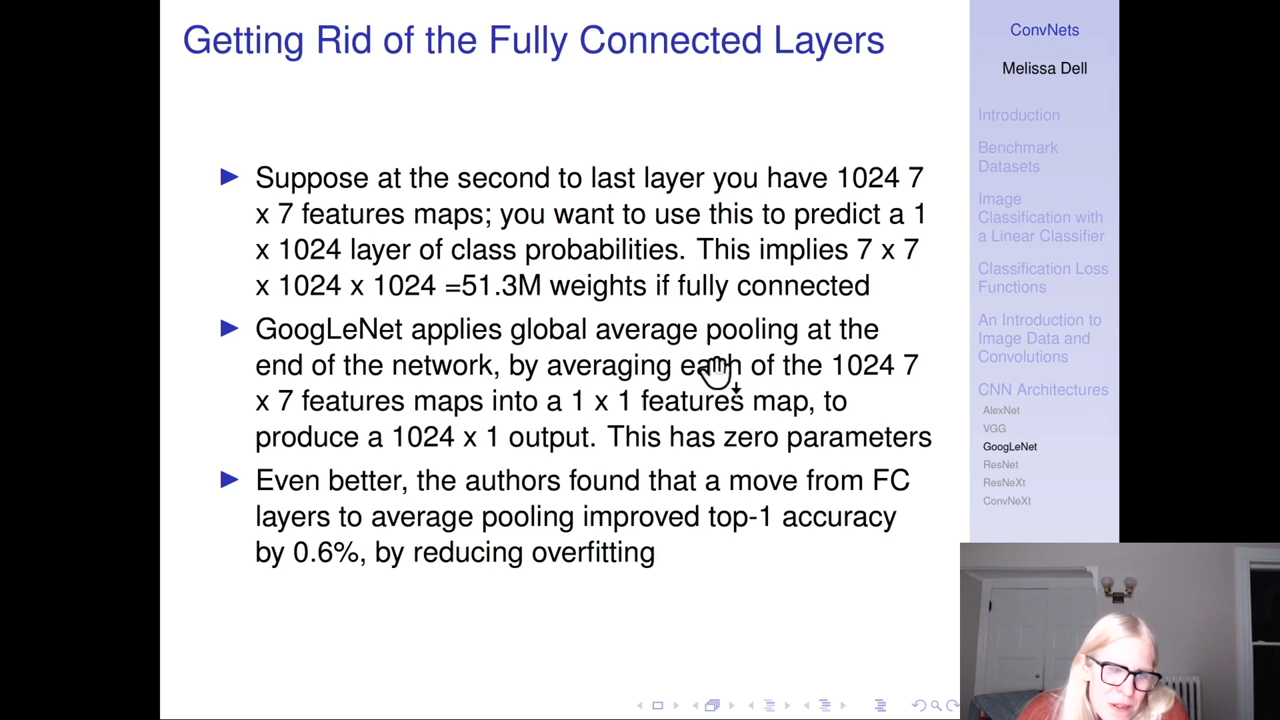 Getting Rid of the Fully Connected Layers
Suppose at the second to last layer you have 1024 7
x 7 features maps; you want to use this to predict a 1
x 1024 layer of class probabilities. This implies 7 x 7
x 1024 x 1024 =51.3M weights if fully connected
GoogLeNet applies global average pooling at the
end of the network, by averaging each of the 1024 7
x 7 features maps into a 1 x 1 features map, to
produce a 1024 x 1 output. This has zero parameters
Even better, the authors found that a move from FC
layers to average pooling improved top-1 accuracy
by 0.6%, by reducing overfitting
ConvNets
Melissa Dell
Introduction
Benchmark
Datasets
Image
Classification with
a Linear Classifier
Classification Loss
Functions
An Introduction to
Image Data and
Convolutions
CNN Architectures
AlexNet
VGG
GoogLeNet
ResNet
ResNeXt
ConvNeXt